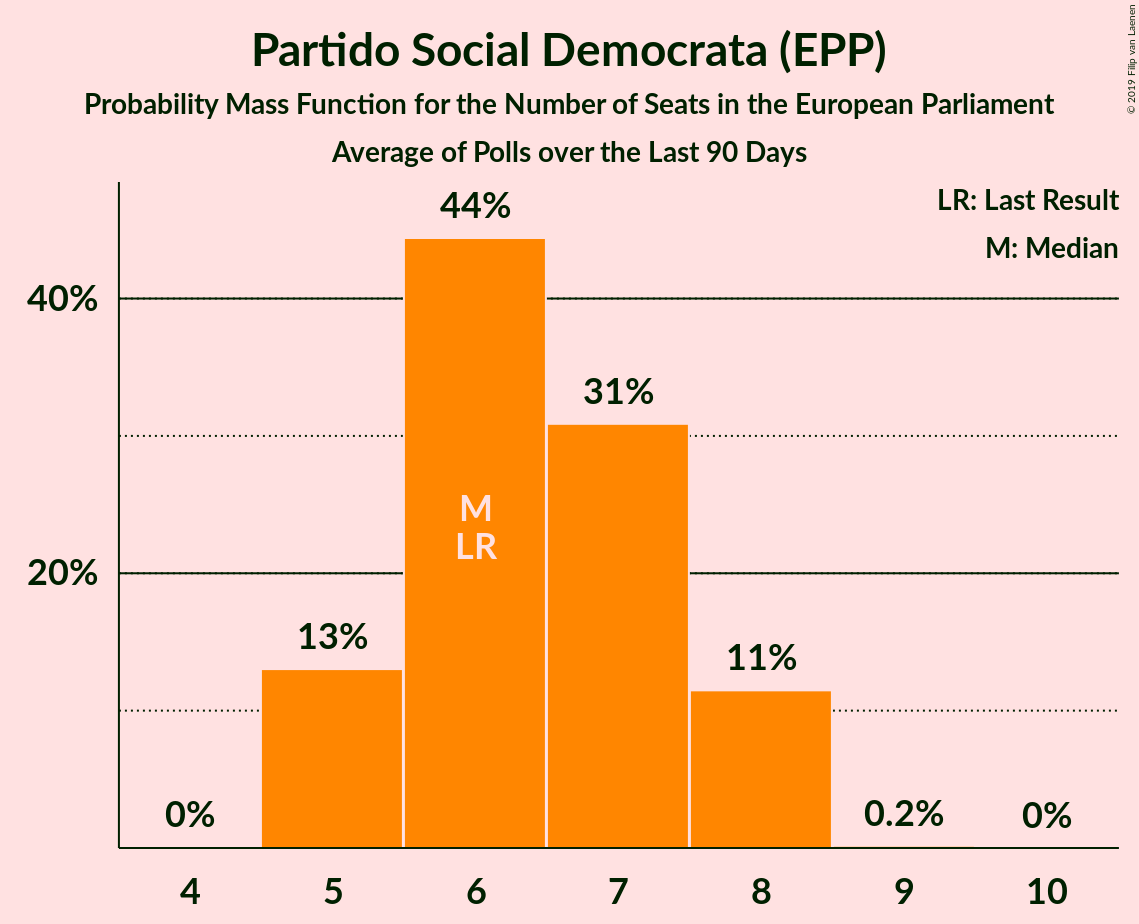 Partido Social Democrata (EPP)
Probability Mass Function for the Number of Seats in the European Parliament
Average of Polls over the Last 90 Days
© 2019 Filip van Laenen
LR: Last Result
M: Median
44%
40%
31%
M
LR
20%
13%
11%
0%
0.2%
0%
4 5 6 7 8 9 10